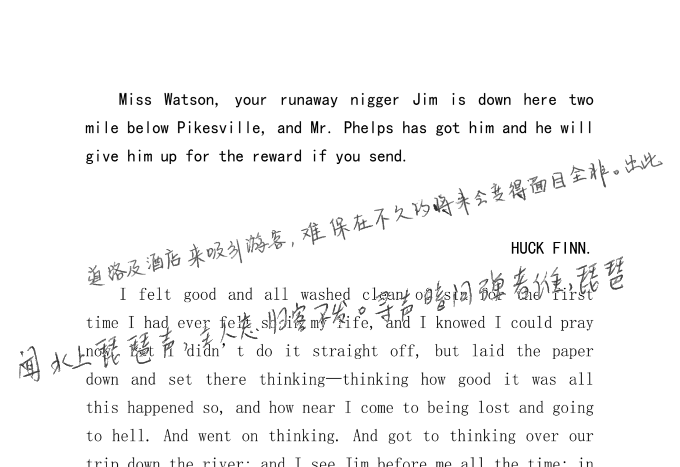 Miss Watson, your runaway nigger Jim is down here two
mile below Pikesville, and Mr. Phelps has got him and he will
give him up for the reward if you send.
道路及酒店来吸引游客，难保在不久的将来会变得面目全非。出此
HUCK FINN.
I felt good and all washed clean of sin for the first
time I had ever felt so in my life, and I knowed I could pray
now. But I didn't do it straight off, but laid the paper
闻水上琵琶声，主人忘归客不发。寻声暗问弹者谁，琵琶
down and set there thinking—thinking how good it was all
this happened so, and how near I come to being lost and going
to hell. And went on thinking. And got to thinking over our
trip down the river; and I see Jim before me all the time: in